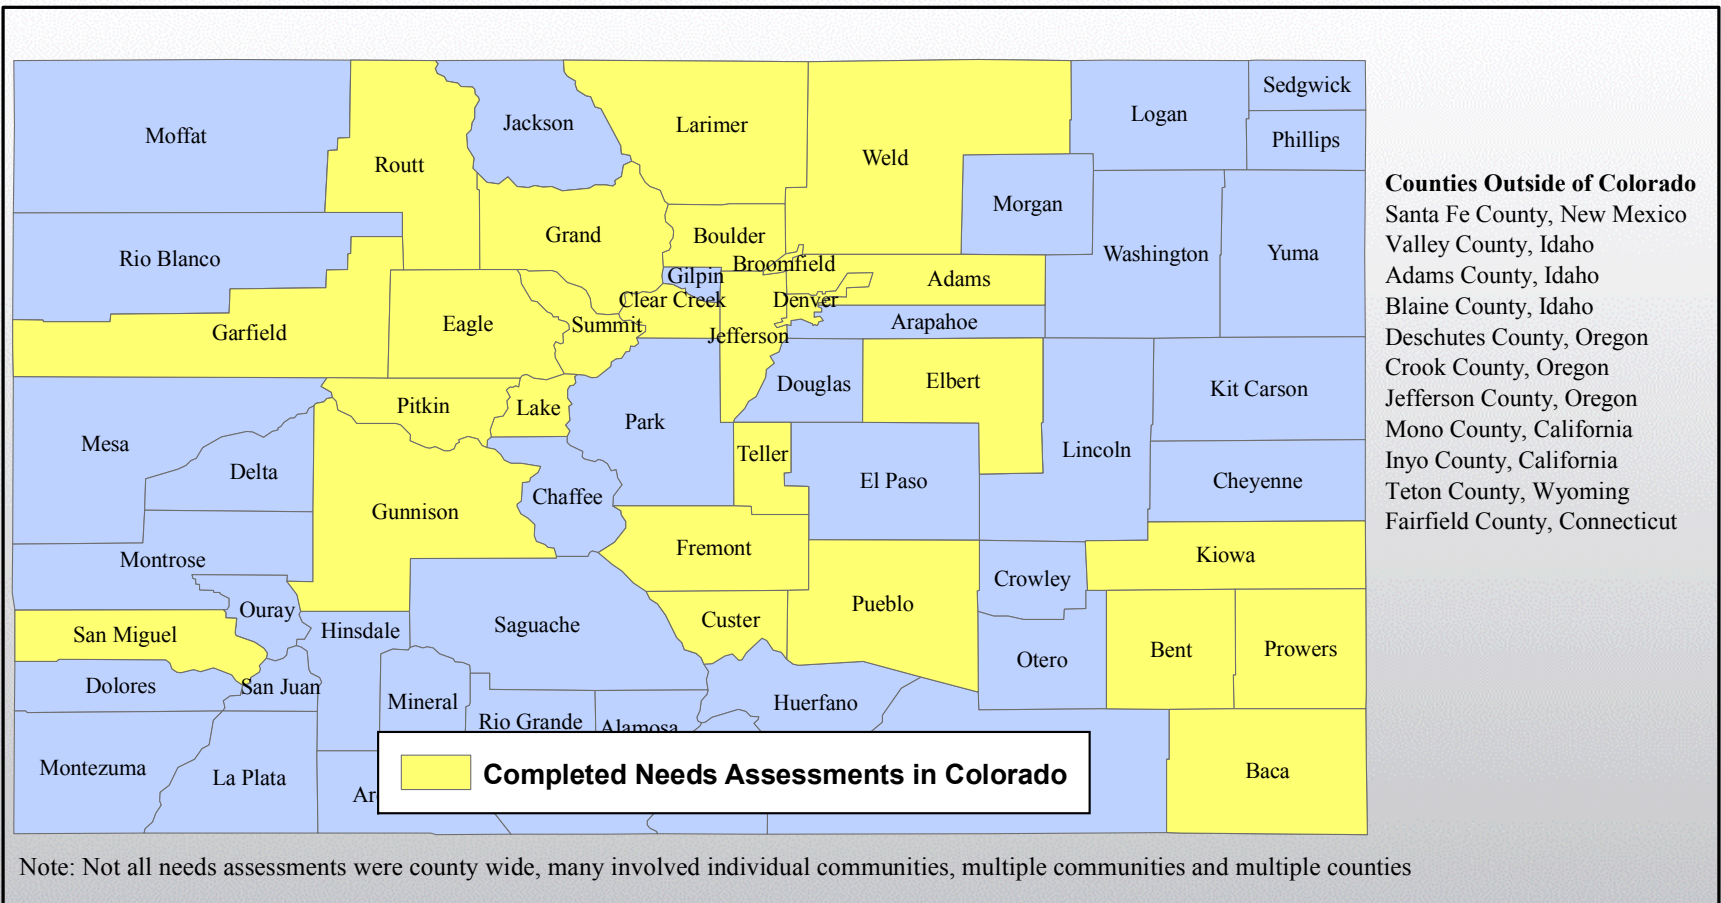 Sedgwick
Logan
Jackson
Larimer
Moffat
Phillips
Weld
Routt
Morgan
Grand
Boulder
Washington
Yuma
Rio Blanco
Broomfield
Gilpin
Adams
Clear Creek
Denver
Eagle
Summit
Arapahoe
Garfield
Jefferson
Elbert
Douglas
Kit Carson
Pitkin
Lake
Park
Mesa
Teller
Lincoln
Delta
El Paso
Cheyenne
Chaffee
Gunnison
Fremont
Kiowa
Montrose
Crowley
Pueblo
Ouray
Custer
Saguache
Hinsdale
San Miguel
Bent
Prowers
Otero
Dolores
San Juan
Mineral
Huerfano
Rio Grande
Alamosa
Montezuma
La Plata
Baca
Ar
Completed Needs Assessments in Colorado
Counties Outside of Colorado
Santa Fe County, New Mexico
Valley County, Idaho
Adams County, Idaho
Blaine County, Idaho
Deschutes County, Oregon
Crook County, Oregon
Jefferson County, Oregon
Mono County, California
Inyo County, California
Teton County, Wyoming
Fairfield County, Connecticut
Note: Not all needs assessments were county wide, many involved individual communities, multiple communities and multiple counties